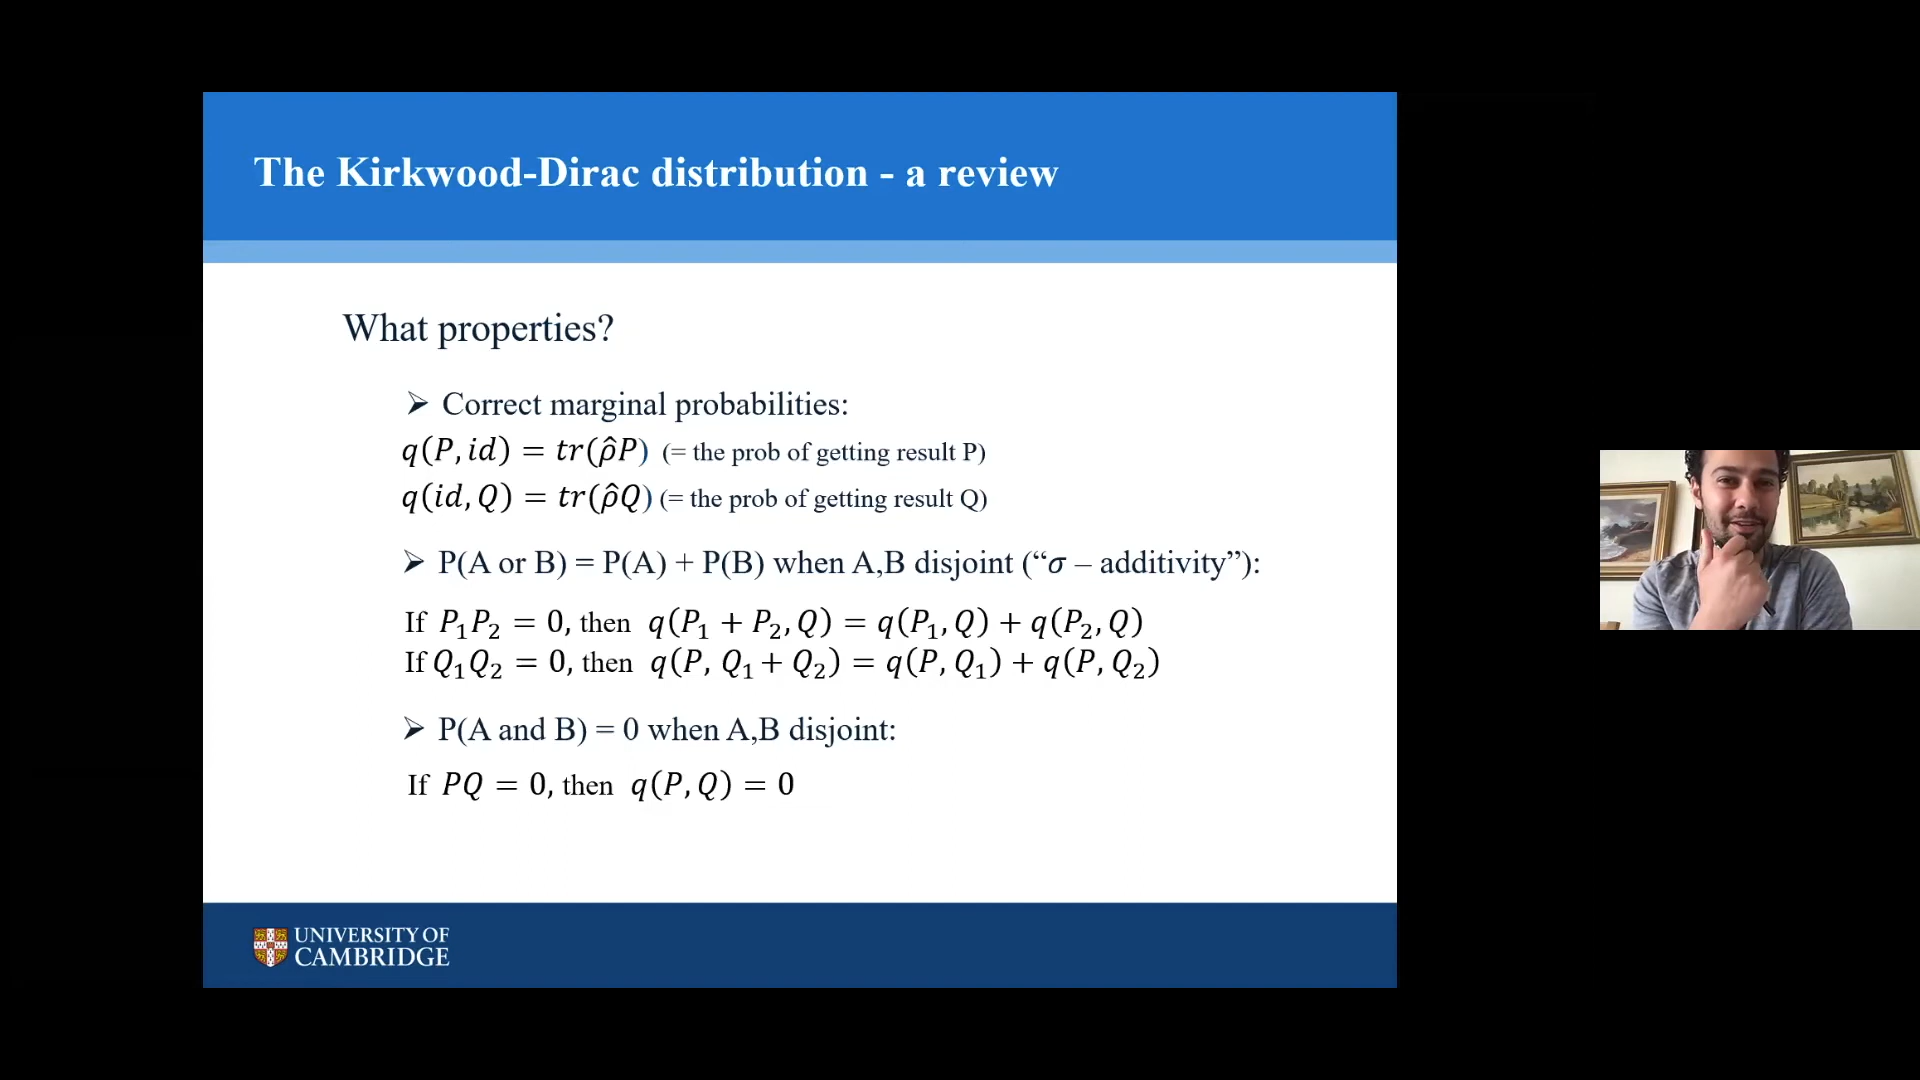 The Kirkwood-Dirac distribution - a review
What properties?
➢ Correct marginal probabilities:
q(P, id) = tr(ρ̂P) (= the prob of getting result P)
q(id, Q) = tr(ρ̂Q) (= the prob of getting result Q)
➢ P(A or B) = P(A) + P(B) when A,B disjoint (“σ – additivity”):
If P₁P₂ = 0, then q(P₁ + P₂, Q) = q(P₁, Q) + q(P₂, Q)
If Q₁Q₂ = 0, then q(P, Q₁ + Q₂) = q(P, Q₁) + q(P, Q₂)
➢ P(A and B) = 0 when A,B disjoint:
If PQ = 0, then q(P, Q) = 0
UNIVERSITY OF
CAMBRIDGE